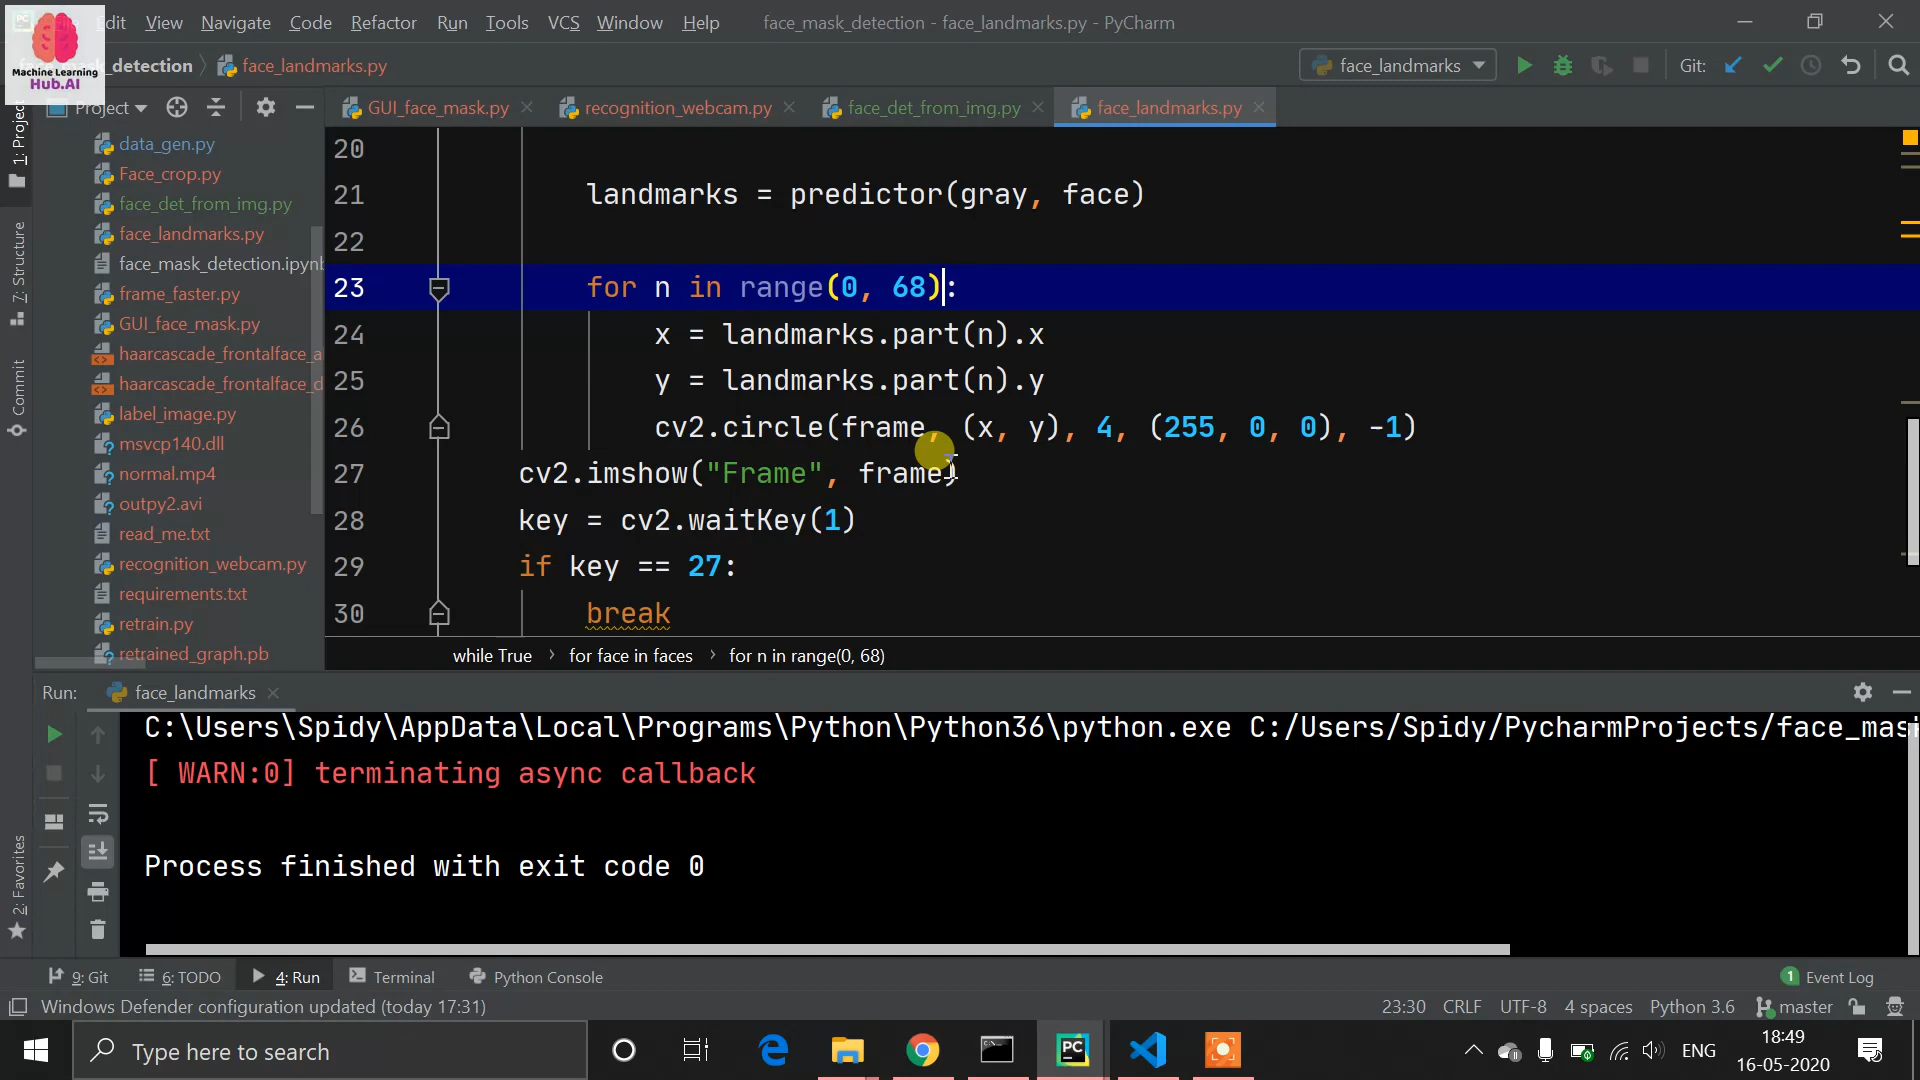 Edit View Navigate Code Refactor Run Tools VCS Window Help face_mask_detection - face_landmarks.py - PyCharm
Machine Learning
Hub.AI
_detection face_landmarks.py
face_landmarks Git:
Project
GUI_face_mask.py recognition_webcam.py face_det_from_img.py face_landmarks.py
1: Project
7: Structure
Commit
2: Favorites
data_gen.py
Face_crop.py
face_det_from_img.py
face_landmarks.py
face_mask_detection.ipynb
frame_faster.py
GUI_face_mask.py
haarcascade_frontalface_a
haarcascade_frontalface_d
label_image.py
msvcp140.dll
normal.mp4
outpy2.avi
read_me.txt
recognition_webcam.py
requirements.txt
retrain.py
retrained_graph.pb
20
21 landmarks = predictor(gray, face)
22
23 for n in range(0, 68):
24 x = landmarks.part(n).x
25 y = landmarks.part(n).y
26 cv2.circle(frame, (x, y), 4, (255, 0, 0), -1)
27 cv2.imshow("Frame", frame)
28 key = cv2.waitKey(1)
29 if key == 27:
30 break
while True › for face in faces › for n in range(0, 68)
Run: face_landmarks
C:\Users\Spidy\AppData\Local\Programs\Python\Python36\python.exe C:/Users/Spidy/PycharmProjects/face_mas
[ WARN:0] terminating async callback
Process finished with exit code 0
9: Git 6: TODO 4: Run Terminal Python Console 1 Event Log
Windows Defender configuration updated (today 17:31) 23:30 CRLF UTF-8 4 spaces Python 3.6 master
Type here to search PC ENG 18:49
16-05-2020